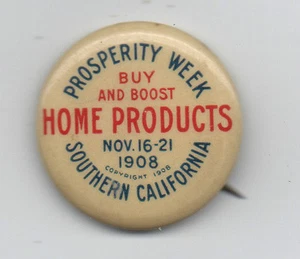 PROSPERITY WEEK
BUY
AND BOOST
HOME PRODUCTS
NOV. 16-21
1908
COPYRIGHT 1908
SOUTHERN CALIFORNIA